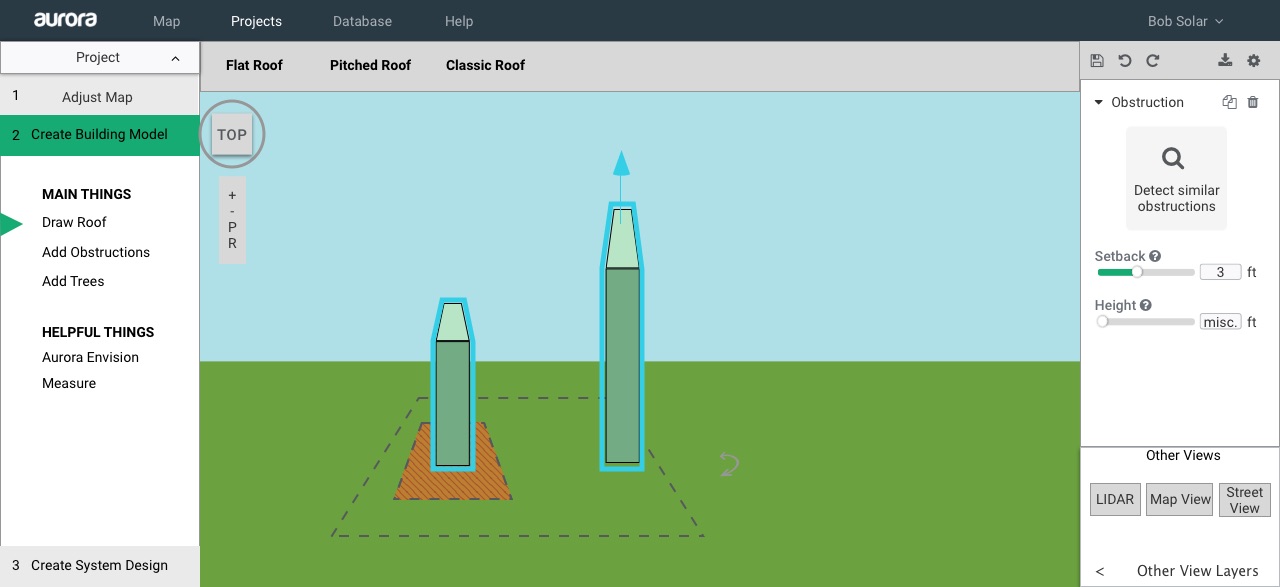 aurora
Map
Projects
Database
Help
Bob Solar
Project
1 Adjust Map
2 Create Building Model
MAIN THINGS
Draw Roof
Add Obstructions
Add Trees
HELPFUL THINGS
Aurora Envision
Measure
3 Create System Design
Flat Roof
Pitched Roof
Classic Roof
TOP
+
-
P
R
Obstruction
Detect similar
obstructions
Setback ?
3 ft
Height ?
misc. ft
Other Views
LIDAR
Map View
Street
View
< Other View Layers